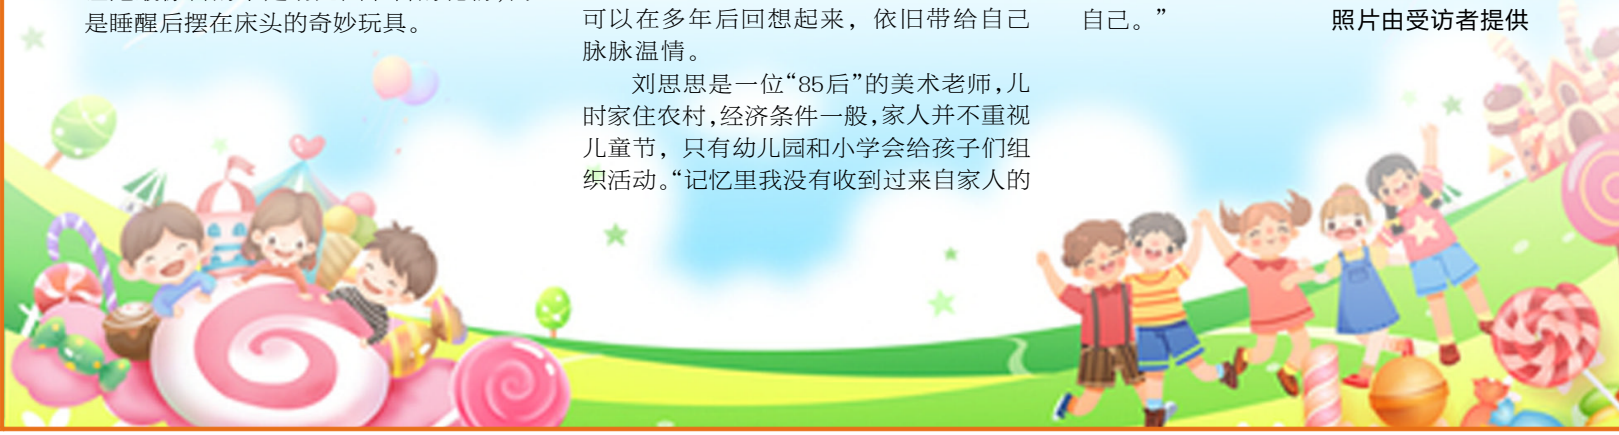 是睡醒后摆在床头的奇妙玩具。
可以在多年后回想起来，依旧带给自己
脉脉温情。
刘思思是一位“85后”的美术老师，儿
时家住农村，经济条件一般，家人并不重视
儿童节，只有幼儿园和小学会给孩子们组
织活动。“记忆里我没有收到过来自家人的
自己。”
照片由受访者提供